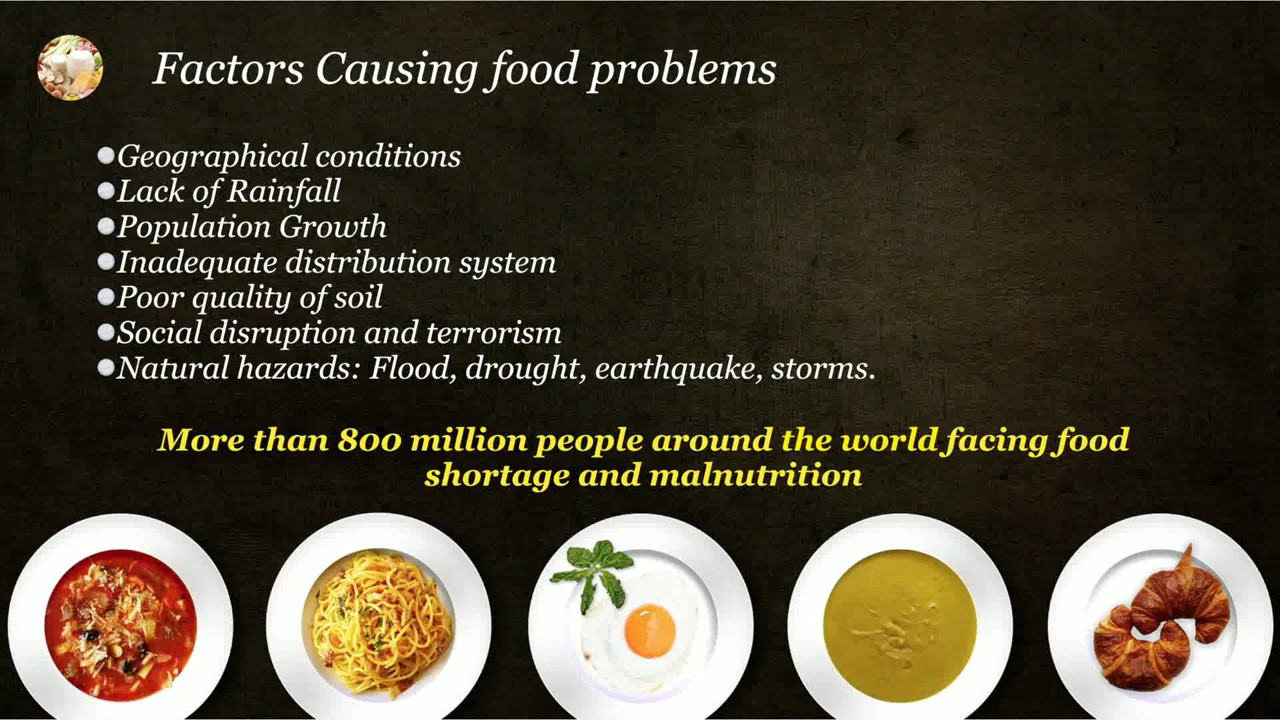 Factors Causing food problems
Geographical conditions
Lack of Rainfall
Population Growth
Inadequate distribution system
Poor quality of soil
Social disruption and terrorism
Natural hazards: Flood, drought, earthquake, storms.
More than 800 million people around the world facing food
shortage and malnutrition